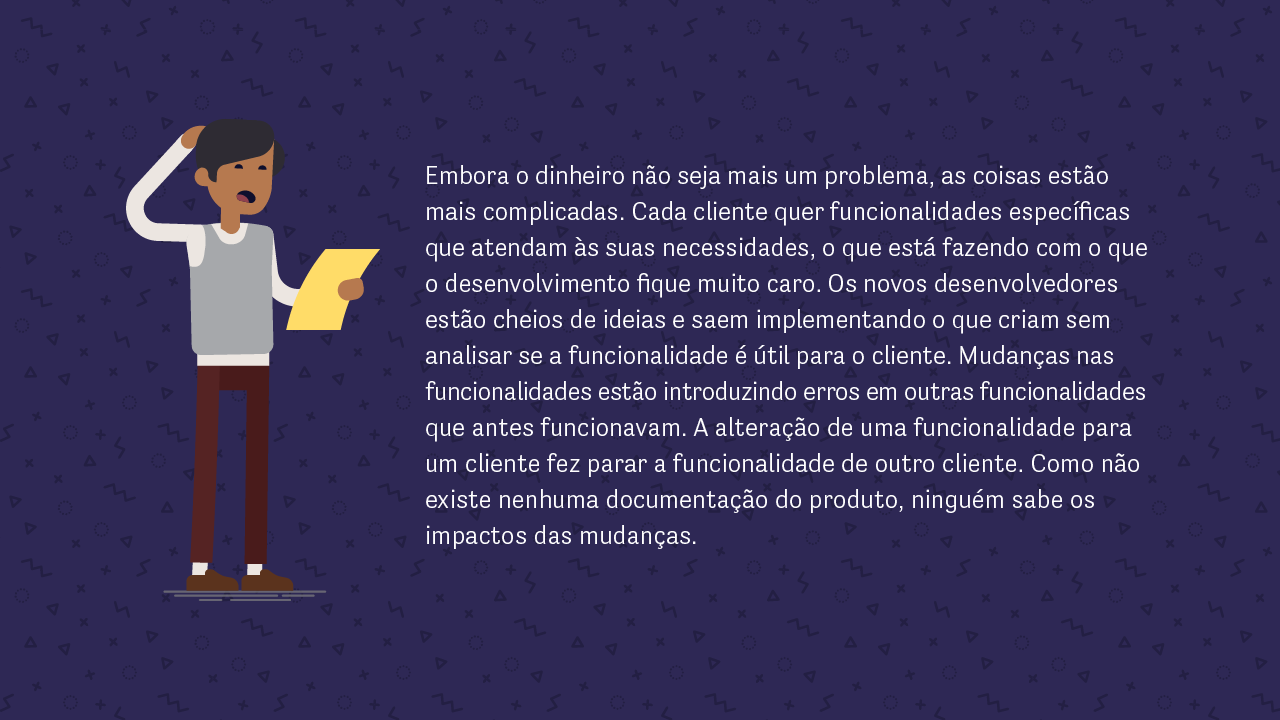 Embora o dinheiro não seja mais um problema, as coisas estão
mais complicadas. Cada cliente quer funcionalidades específicas
que atendam às suas necessidades, o que está fazendo com o que
o desenvolvimento fique muito caro. Os novos desenvolvedores
estão cheios de ideias e saem implementando o que criam sem
analisar se a funcionalidade é útil para o cliente. Mudanças nas
funcionalidades estão introduzindo erros em outras funcionalidades
que antes funcionavam. A alteração de uma funcionalidade para
um cliente fez parar a funcionalidade de outro cliente. Como não
existe nenhuma documentação do produto, ninguém sabe os
impactos das mudanças.